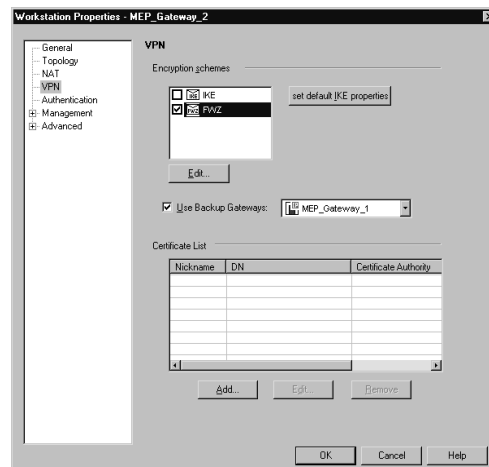 Workstation Properties - MEP_Gateway_2
General
Topology
NAT
VPN
Authentication
Management
Advanced
VPN
Encryption schemes
IKE
FWZ
set default IKE properties
Edit...
Use Backup Gateways: MEP_Gateway_1
Certificate List
Nickname DN Certificate Authority
Add... Edit... Remove
OK Cancel Help